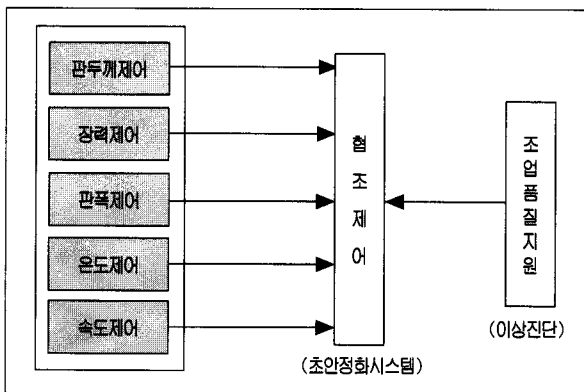 판두께제어
장력제어
판폭제어
온도제어
속도제어
협조제어
(초안정화시스템)
조업품질지원
(이상진단)